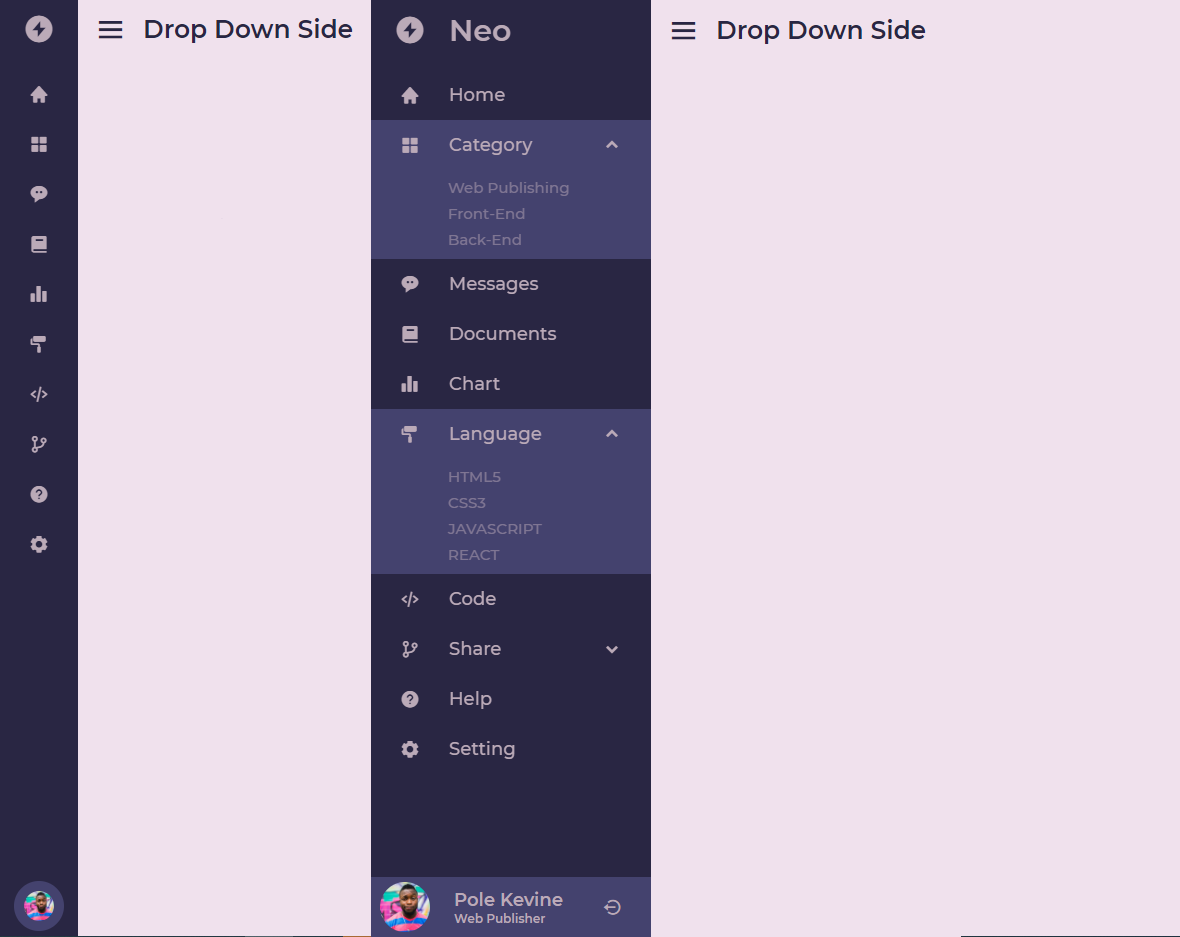 Drop Down Side
Neo
Drop Down Side
Home
Category
Web Publishing
Front-End
Back-End
Messages
Documents
Chart
Language
HTML5
CSS3
JAVASCRIPT
REACT
Code
Share
Help
Setting
Pole Kevine
Web Publisher